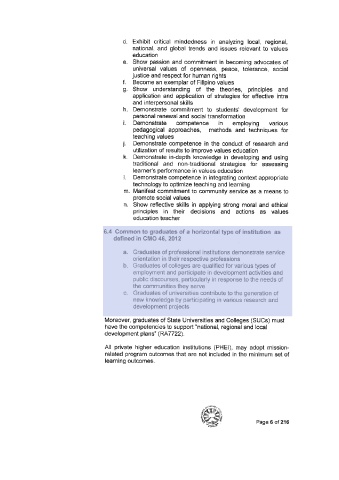 d. Exhibit critical mindedness in analyzing local, regional,
national, and global trends and issues relevant to values
education
e. Show passion and commitment in becoming advocates of
universal values of openness, peace, tolerance, social
justice and respect for human rights
f. Become an exemplar of Filipino values
g. Show understanding of the theories, principles and
application and application of strategies for effective intra
and interpersonal skills
h. Demonstrate commitment to students' development for
personal renewal and social transformation
i. Demonstrate competence in employing various
pedagogical approaches, methods and techniques for
teaching values
j. Demonstrate competence in the conduct of research and
utilization of results to improve values education
k. Demonstrate in-depth knowledge in developing and using
traditional and non-traditional strategies for assessing
learner's performance in values education
l. Demonstrate competence in integrating context appropriate
technology to optimize teaching and learning
m. Manifest commitment to community service as a means to
promote social values
n. Show reflective skills in applying strong moral and ethical
principles in their decisions and actions as values
education teacher
6.4 Common to graduates of a horizontal type of institution as
defined in CMO 46, 2012
a. Graduates of professional institutions demonstrate service
orientation in their respective professions
b. Graduates of colleges are qualified for various types of
employment and participate in development activities and
public discourses, particularly in response to the needs of
the communities they serve
c. Graduates of universities contribute to the generation of
new knowledge by participating in various research and
development projects
Moreover, graduates of State Universities and Colleges (SUCs) must
have the competencies to support "national, regional and local
development plans" (RA7722).
All private higher education institutions (PHEI), may adopt mission-
related program outcomes that are not included in the minimum set of
learning outcomes.
Page 6 of 216